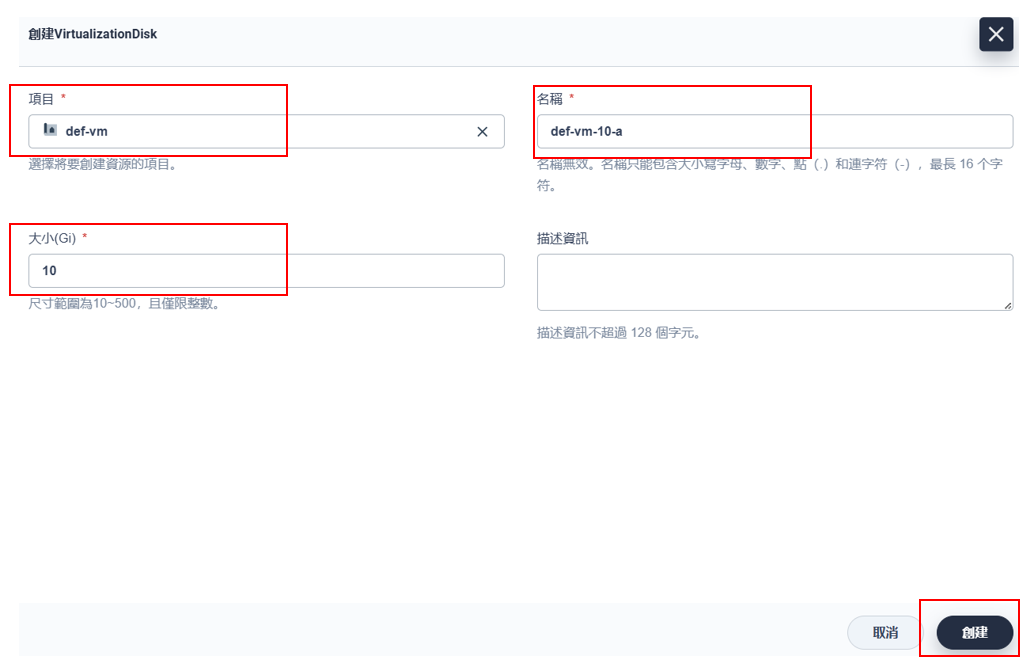 創建VirtualizationDisk
項目 *
def-vm
選擇將要創建資源的項目。
名稱 *
def-vm-10-a
名稱無效。名稱只能包含大小寫字母、數字、點（.）和連字符（-），最長 16 个字
符。
大小(Gi) *
10
尺寸範圍為10~500，且僅限整數。
描述資訊
描述資訊不超過 128 個字元。
取消
創建